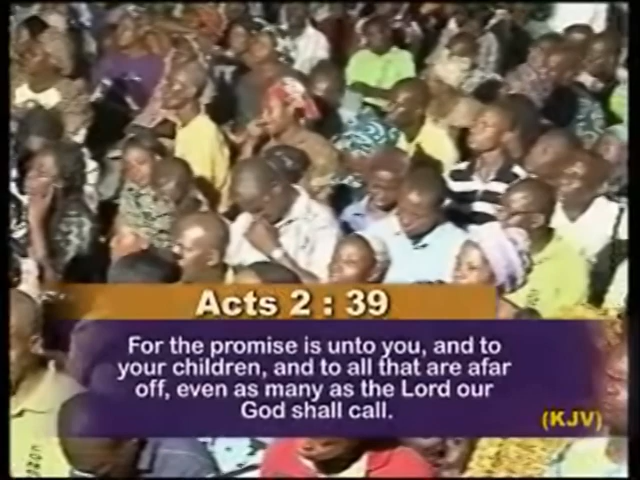 Acts 2 : 39
For the promise is unto you, and to
your children, and to all that are afar
off, even as many as the Lord our
God shall call.
(KJV)